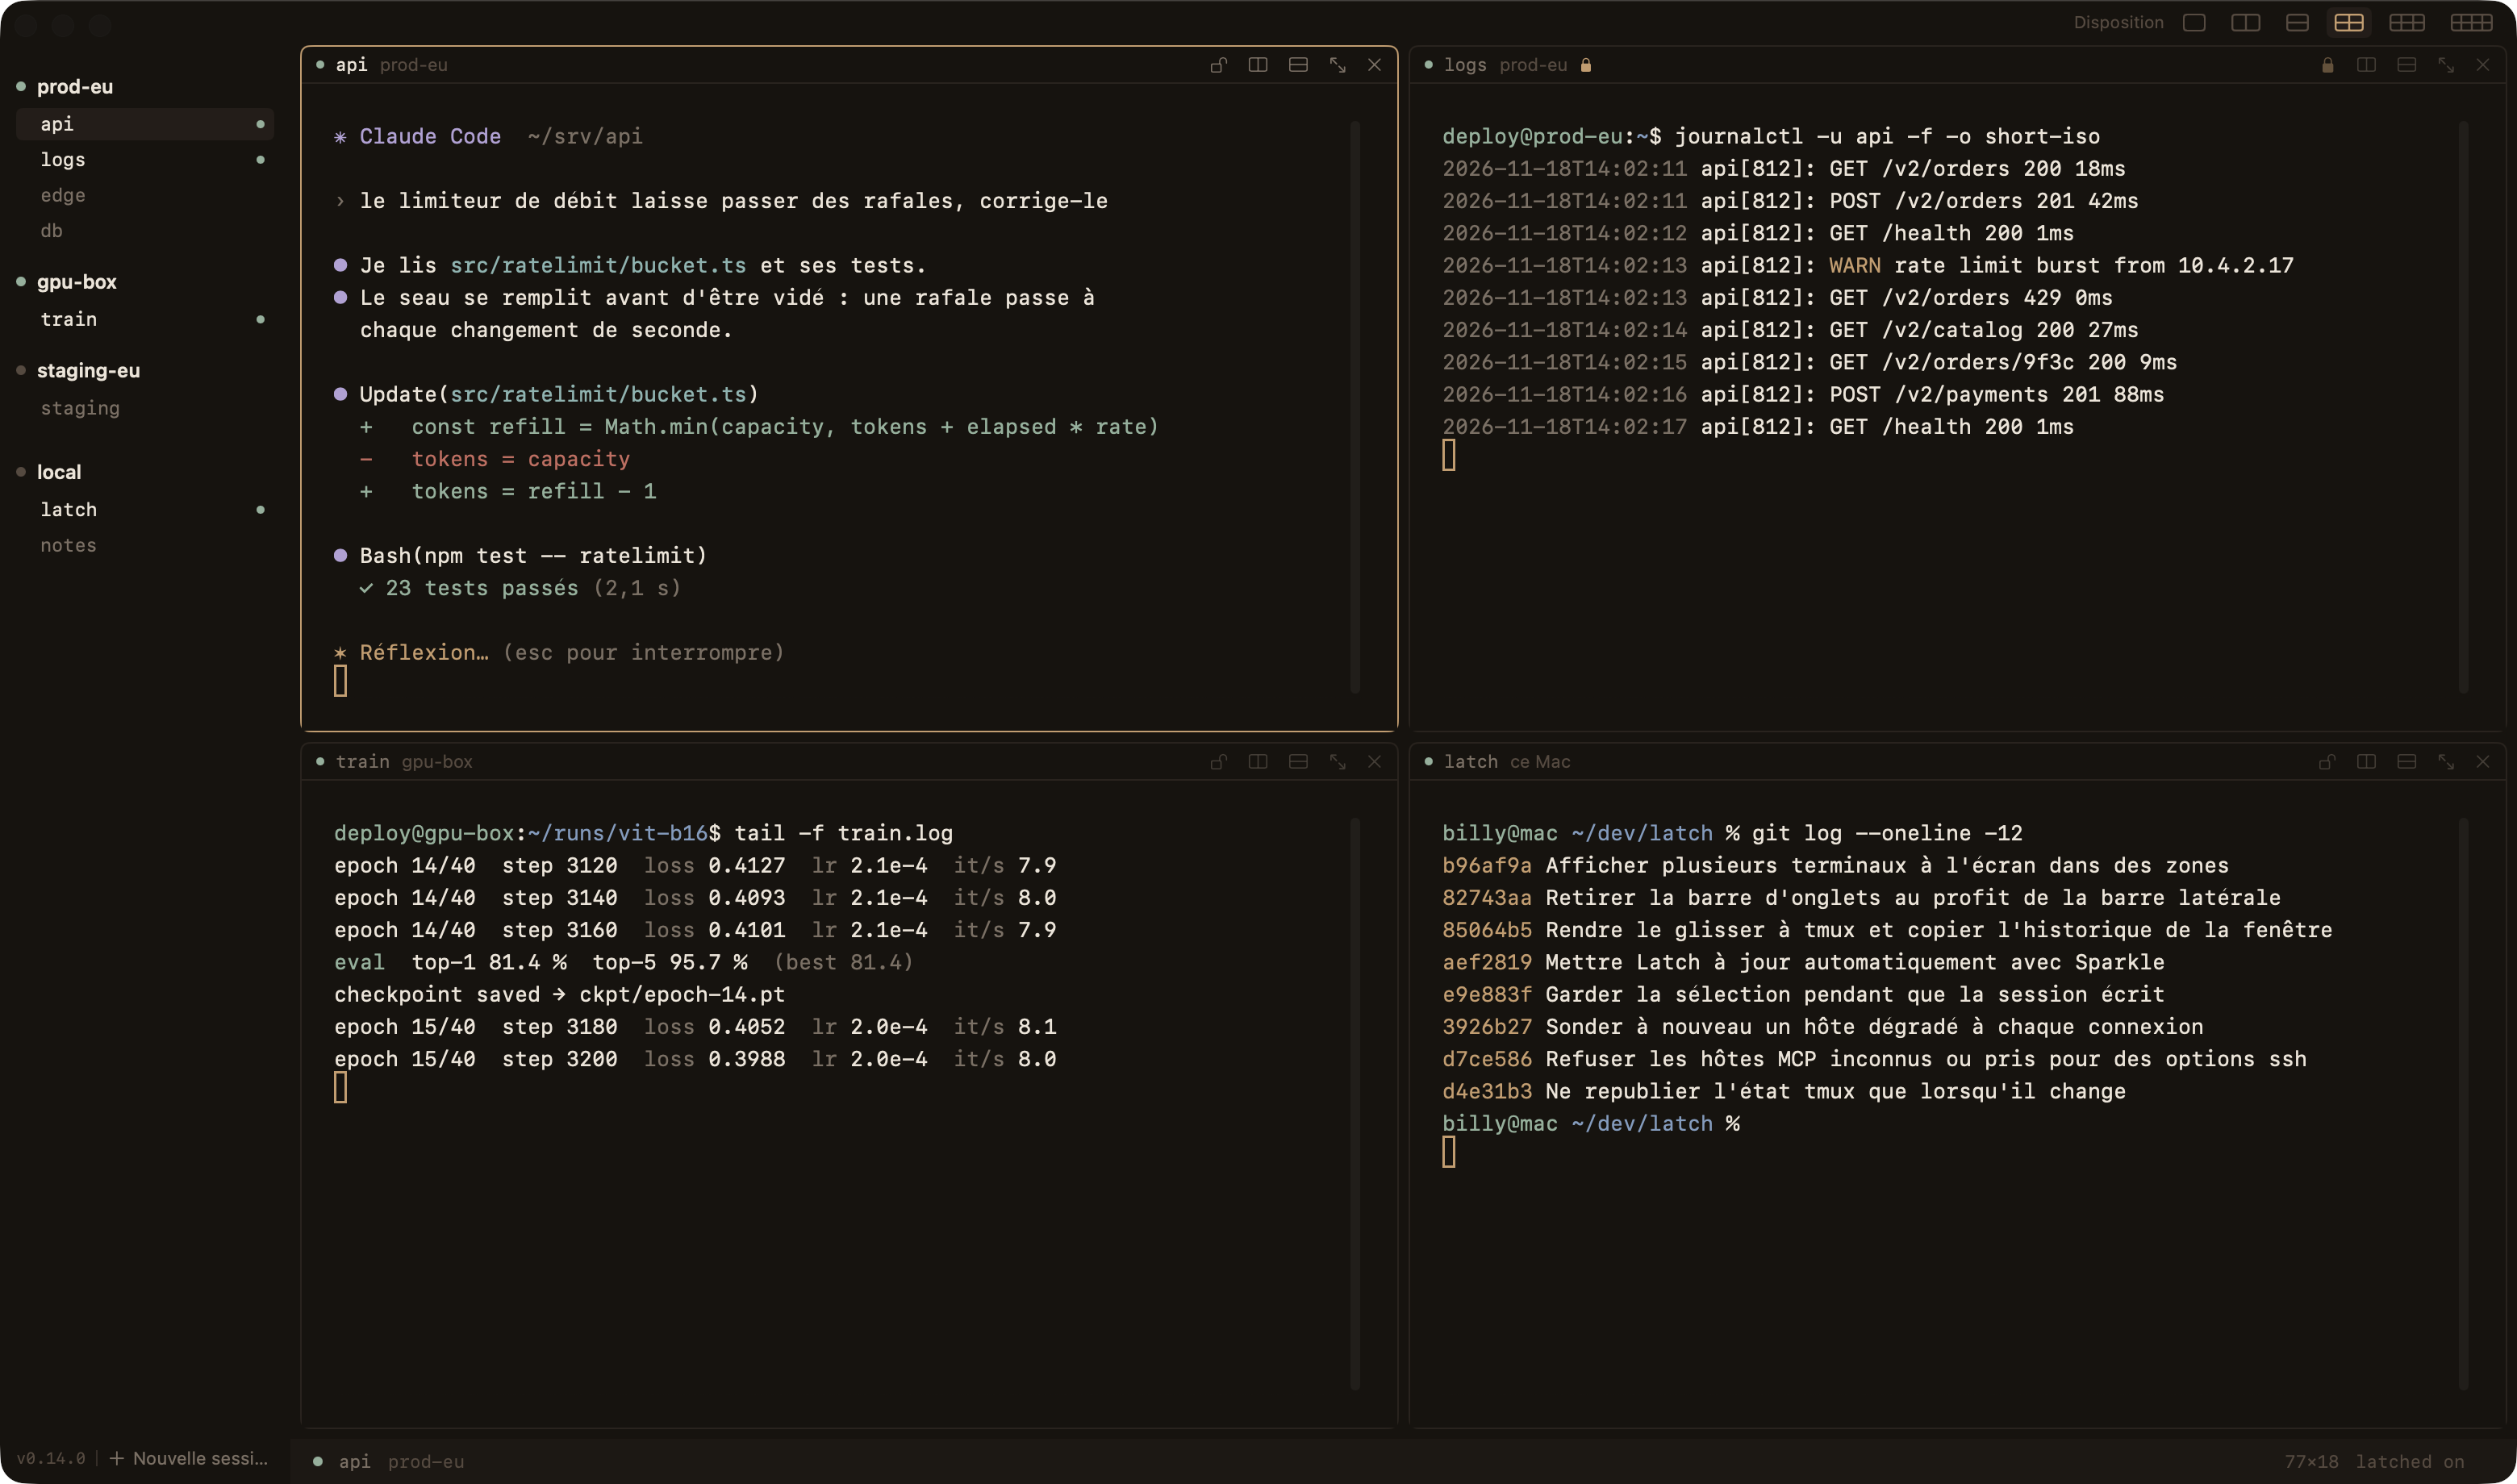 Disposition
prod-eu
api
logs
edge
db
gpu-box
train
staging-eu
staging
local
latch
notes
v0.14.0
+ Nouvelle sessi…
api prod-eu
✳ Claude Code ~/srv/api
› le limiteur de débit laisse passer des rafales, corrige-le
● Je lis src/ratelimit/bucket.ts et ses tests.
● Le seau se remplit avant d'être vidé : une rafale passe à
chaque changement de seconde.
● Update(src/ratelimit/bucket.ts)
+ const refill = Math.min(capacity, tokens + elapsed * rate)
- tokens = capacity
+ tokens = refill - 1
● Bash(npm test -- ratelimit)
✓ 23 tests passés (2,1 s)
✶ Réflexion… (esc pour interrompre)
logs prod-eu
deploy@prod-eu:~$ journalctl -u api -f -o short-iso
2026-11-18T14:02:11 api[812]: GET /v2/orders 200 18ms
2026-11-18T14:02:11 api[812]: POST /v2/orders 201 42ms
2026-11-18T14:02:12 api[812]: GET /health 200 1ms
2026-11-18T14:02:13 api[812]: WARN rate limit burst from 10.4.2.17
2026-11-18T14:02:13 api[812]: GET /v2/orders 429 0ms
2026-11-18T14:02:14 api[812]: GET /v2/catalog 200 27ms
2026-11-18T14:02:15 api[812]: GET /v2/orders/9f3c 200 9ms
2026-11-18T14:02:16 api[812]: POST /v2/payments 201 88ms
2026-11-18T14:02:17 api[812]: GET /health 200 1ms
train gpu-box
deploy@gpu-box:~/runs/vit-b16$ tail -f train.log
epoch 14/40 step 3120 loss 0.4127 lr 2.1e-4 it/s 7.9
epoch 14/40 step 3140 loss 0.4093 lr 2.1e-4 it/s 8.0
epoch 14/40 step 3160 loss 0.4101 lr 2.1e-4 it/s 7.9
eval top-1 81.4 % top-5 95.7 % (best 81.4)
checkpoint saved → ckpt/epoch-14.pt
epoch 15/40 step 3180 loss 0.4052 lr 2.0e-4 it/s 8.1
epoch 15/40 step 3200 loss 0.3988 lr 2.0e-4 it/s 8.0
latch ce Mac
billy@mac ~/dev/latch % git log --oneline -12
b96af9a Afficher plusieurs terminaux à l'écran dans des zones
82743aa Retirer la barre d'onglets au profit de la barre latérale
85064b5 Rendre le glisser à tmux et copier l'historique de la fenêtre
aef2819 Mettre Latch à jour automatiquement avec Sparkle
e9e883f Garder la sélection pendant que la session écrit
3926b27 Sonder à nouveau un hôte dégradé à chaque connexion
d7ce586 Refuser les hôtes MCP inconnus ou pris pour des options ssh
d4e31b3 Ne republier l'état tmux que lorsqu'il change
billy@mac ~/dev/latch %
api prod-eu
77×18 latched on